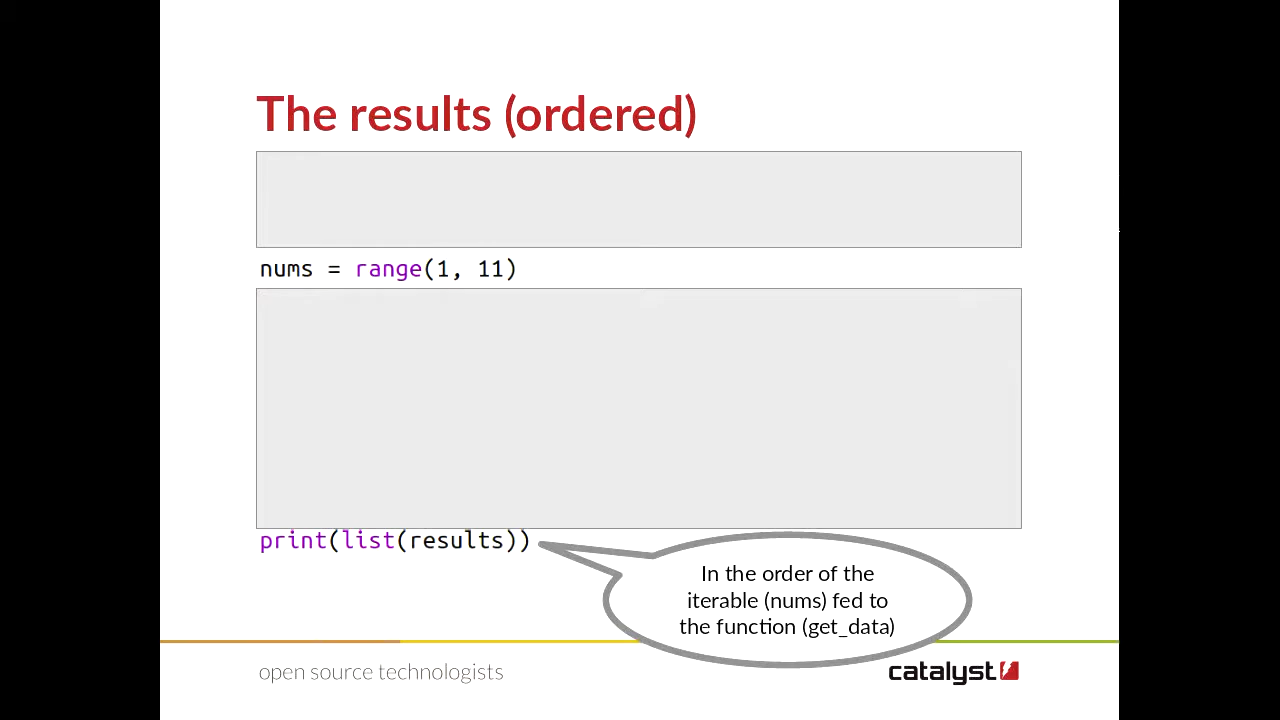 The results (ordered)
nums = range(1, 11)
print(list(results))
In the order of the
iterable (nums) fed to
the function (get_data)
open source technologists
catalyst